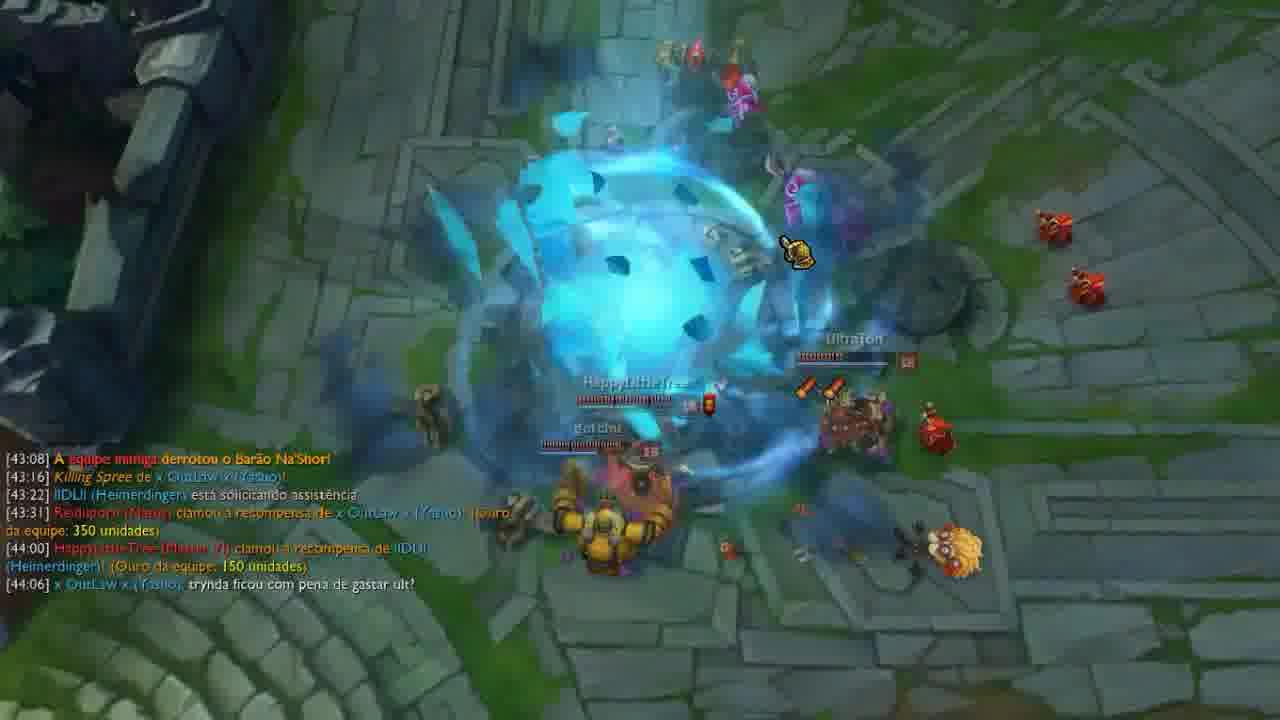 UltraJon
HappyLittleTree
[43:08] A equipe inimiga derrotou o Barão Na'Shor!
[43:16] Killing Spree de x OutLaw x (Yasuo)!
[43:22] IIDLII (Heimerdinger) está solicitando assistência
[43:31] (Nami) clamou a recompensa de x OutLaw x (Yasuo). (Ouro
da equipe: 350 unidades)
[44:00] HappyLittleTree clamou a recompensa de IIDLII
(Heimerdinger)! (Ouro da equipe: 150 unidades)
[44:06] x OutLaw x (Yasuo): trynda ficou com pena de gastar ult?